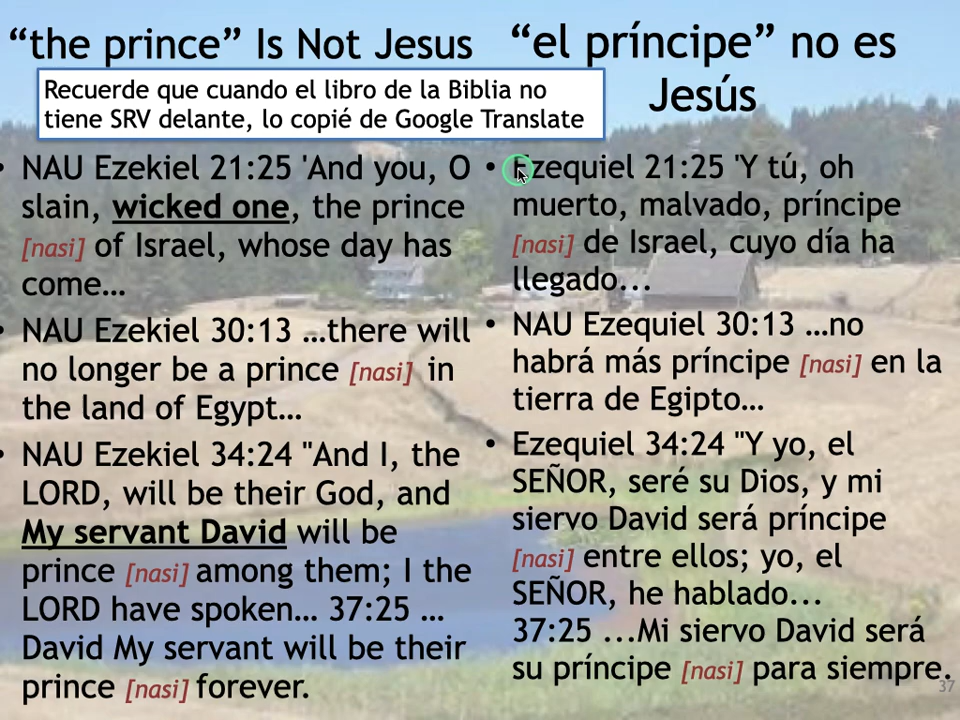 “the prince” Is Not Jesus
“el príncipe” no es
Jesús
Recuerde que cuando el libro de la Biblia no
tiene SRV delante, lo copié de Google Translate
• NAU Ezekiel 21:25 'And you, O
slain, wicked one, the prince
[nasi] of Israel, whose day has
come…
• NAU Ezekiel 30:13 …there will
no longer be a prince [nasi] in
the land of Egypt…
• NAU Ezekiel 34:24 "And I, the
LORD, will be their God, and
My servant David will be
prince [nasi] among them; I the
LORD have spoken… 37:25 …
David My servant will be their
prince [nasi] forever.
• Ezequiel 21:25 'Y tú, oh
muerto, malvado, príncipe
[nasi] de Israel, cuyo día ha
llegado...
• NAU Ezequiel 30:13 …no
habrá más príncipe [nasi] en la
tierra de Egipto…
• Ezequiel 34:24 "Y yo, el
SEÑOR, seré su Dios, y mi
siervo David será príncipe
[nasi] entre ellos; yo, el
SEÑOR, he hablado...
37:25 ...Mi siervo David será
su príncipe [nasi] para siempre.
37